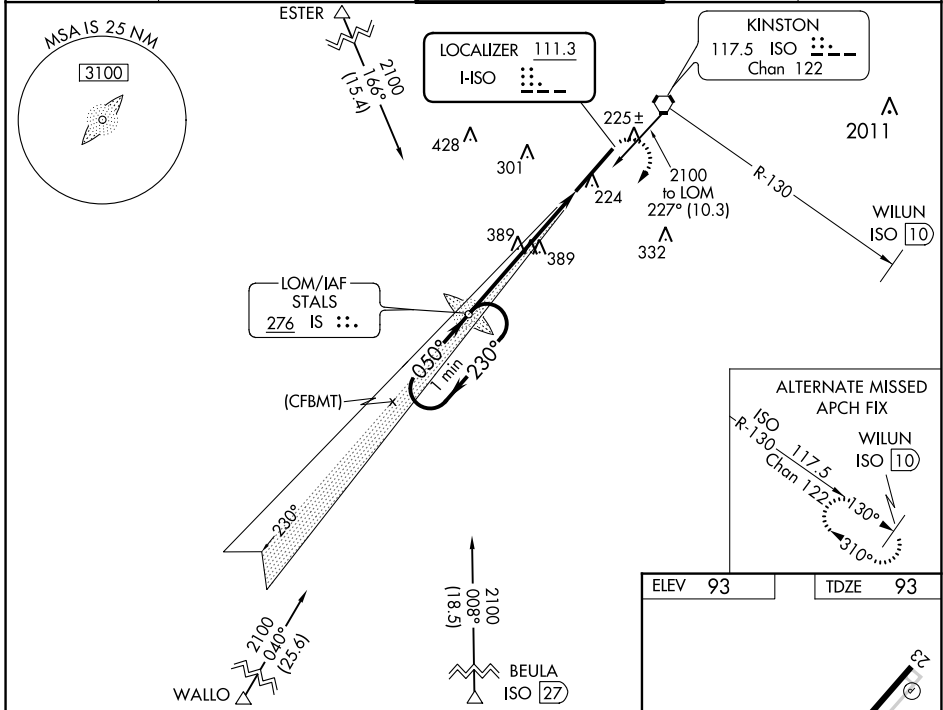 MSA IS 25 NM
3100
ESTER
2100
166°
(15.4)
LOCALIZER 111.3
I-ISO
KINSTON
117.5 ISO
Chan 122
2011
428
301
225±
224
2100
to LOM
227° (10.3)
R-130
WILUN
ISO 10
389
389
332
LOM/IAF
STALS
276 IS
050°
1 min
230°
(CFBMT)
230°
ALTERNATE MISSED
APCH FIX
ISO
R-130
117.5
Chan 122
WILUN
ISO 10
130°
310°
2100
040°
(25.6)
WALLO
2100
008°
(18.5)
BEULA
ISO 27
ELEV 93
TDZE 93
23